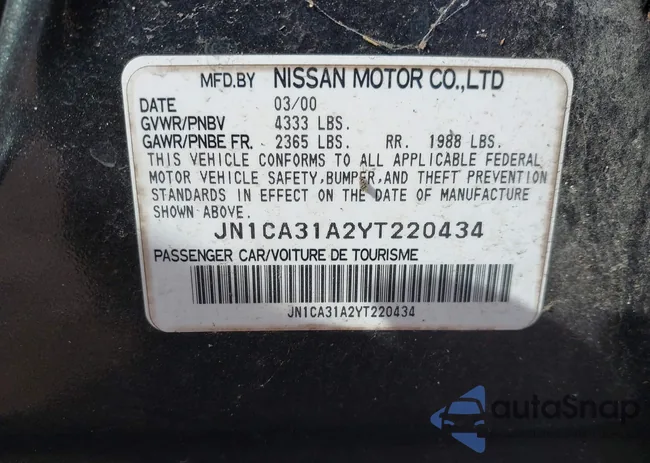 MFD.BY NISSAN MOTOR CO.,LTD
DATE 03/00
GVWR/PNBV 4333 LBS.
GAWR/PNBE FR. 2365 LBS. RR. 1988 LBS.
THIS VEHICLE CONFORMS TO ALL APPLICABLE FEDERAL
MOTOR VEHICLE SAFETY,BUMPER,AND THEFT PREVENTION
STANDARDS IN EFFECT ON THE DATE OF MANUFACTURE
SHOWN ABOVE.
JN1CA31A2YT220434
PASSENGER CAR/VOITURE DE TOURISME
JN1CA31A2YT220434
autoSnap